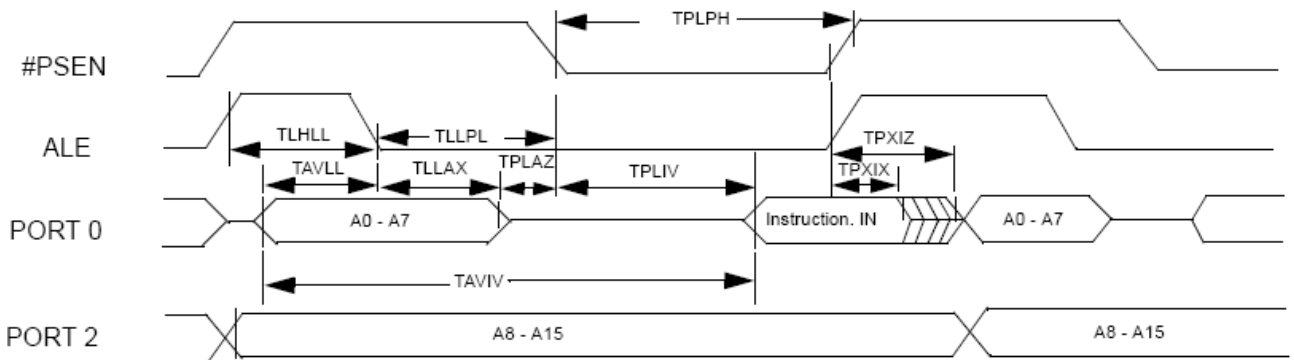 TPLPH
#PSEN
TLHLL
TLLPL
ALE
TPXIZ
TAVLL
TLLAX
TPLAZ
TPLIV
TPXIX
PORT 0
A0 - A7
Instruction. IN
A0 - A7
TAVIV
PORT 2
A8 - A15
A8 - A15